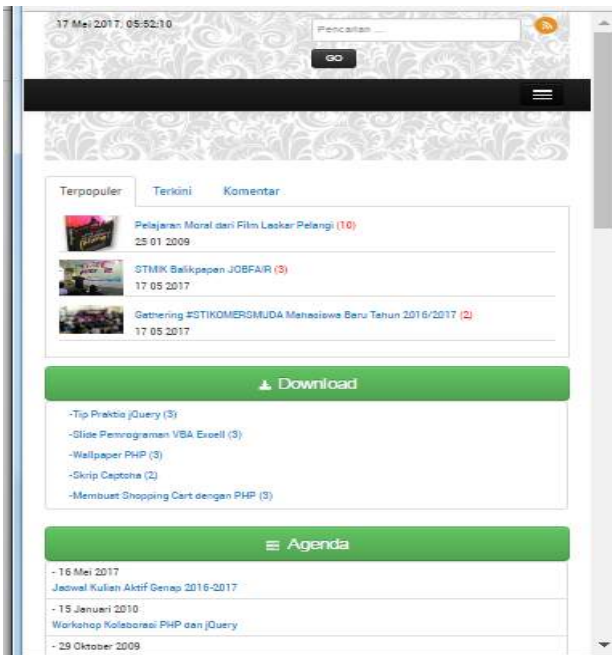 17 Mei 2017, 05:52:10
Pencarian ...
GO
Terpopuler Terkini Komentar
Pelajaran Moral dari Film Laskar Pelangi (10)
25 01 2009
STMIK Balikpapan JOBFAIR (3)
17 05 2017
Gathering #STIKOMERSMUDA Mahasiswa Baru Tahun 2016/2017 (2)
17 05 2017
Download
-Tip Praktis jQuery (3)
-Slide Pemrograman VBA Excell (3)
-Wallpaper PHP (3)
-Skrip Captcha (2)
-Membuat Shopping Cart dengan PHP (3)
Agenda
- 16 Mei 2017
Jadwal Kuliah Aktif Genap 2016-2017
- 15 Januari 2010
Workshop Kolaborasi PHP dan jQuery
- 29 Oktober 2009